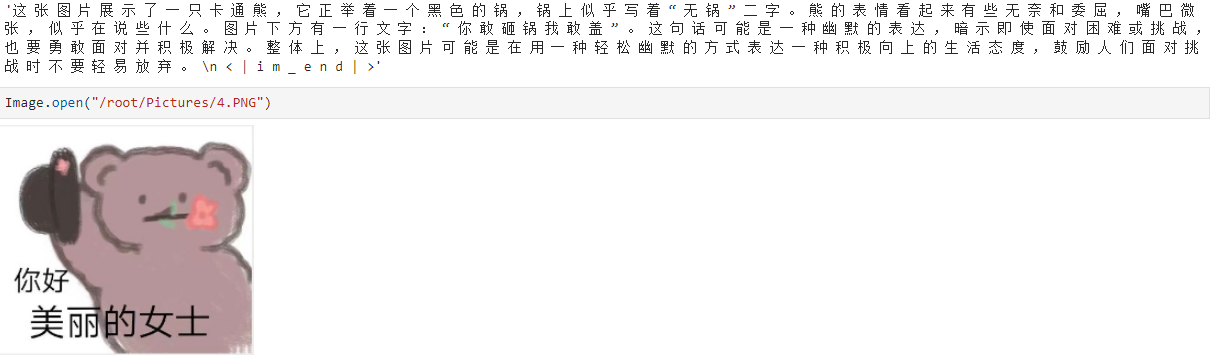 '这张图片展示了一只卡通熊，它正举着一个黑色的锅，锅上似乎写着“无锅”二字。熊的表情看起来有些无奈和委屈，嘴巴微
张，似乎在说些什么。图片下方有一行文字：“你敢砸锅我敢盖”。这句话可能是一种幽默的表达，暗示即使面对困难或挑战，
也要勇敢面对并积极解决。整体上，这张图片可能是在用一种轻松幽默的方式表达一种积极向上的生活态度，鼓励人们面对挑
战时不要轻易放弃。\n<|im_end|>'
Image.open("/root/Pictures/4.PNG")
你好
美丽的女士